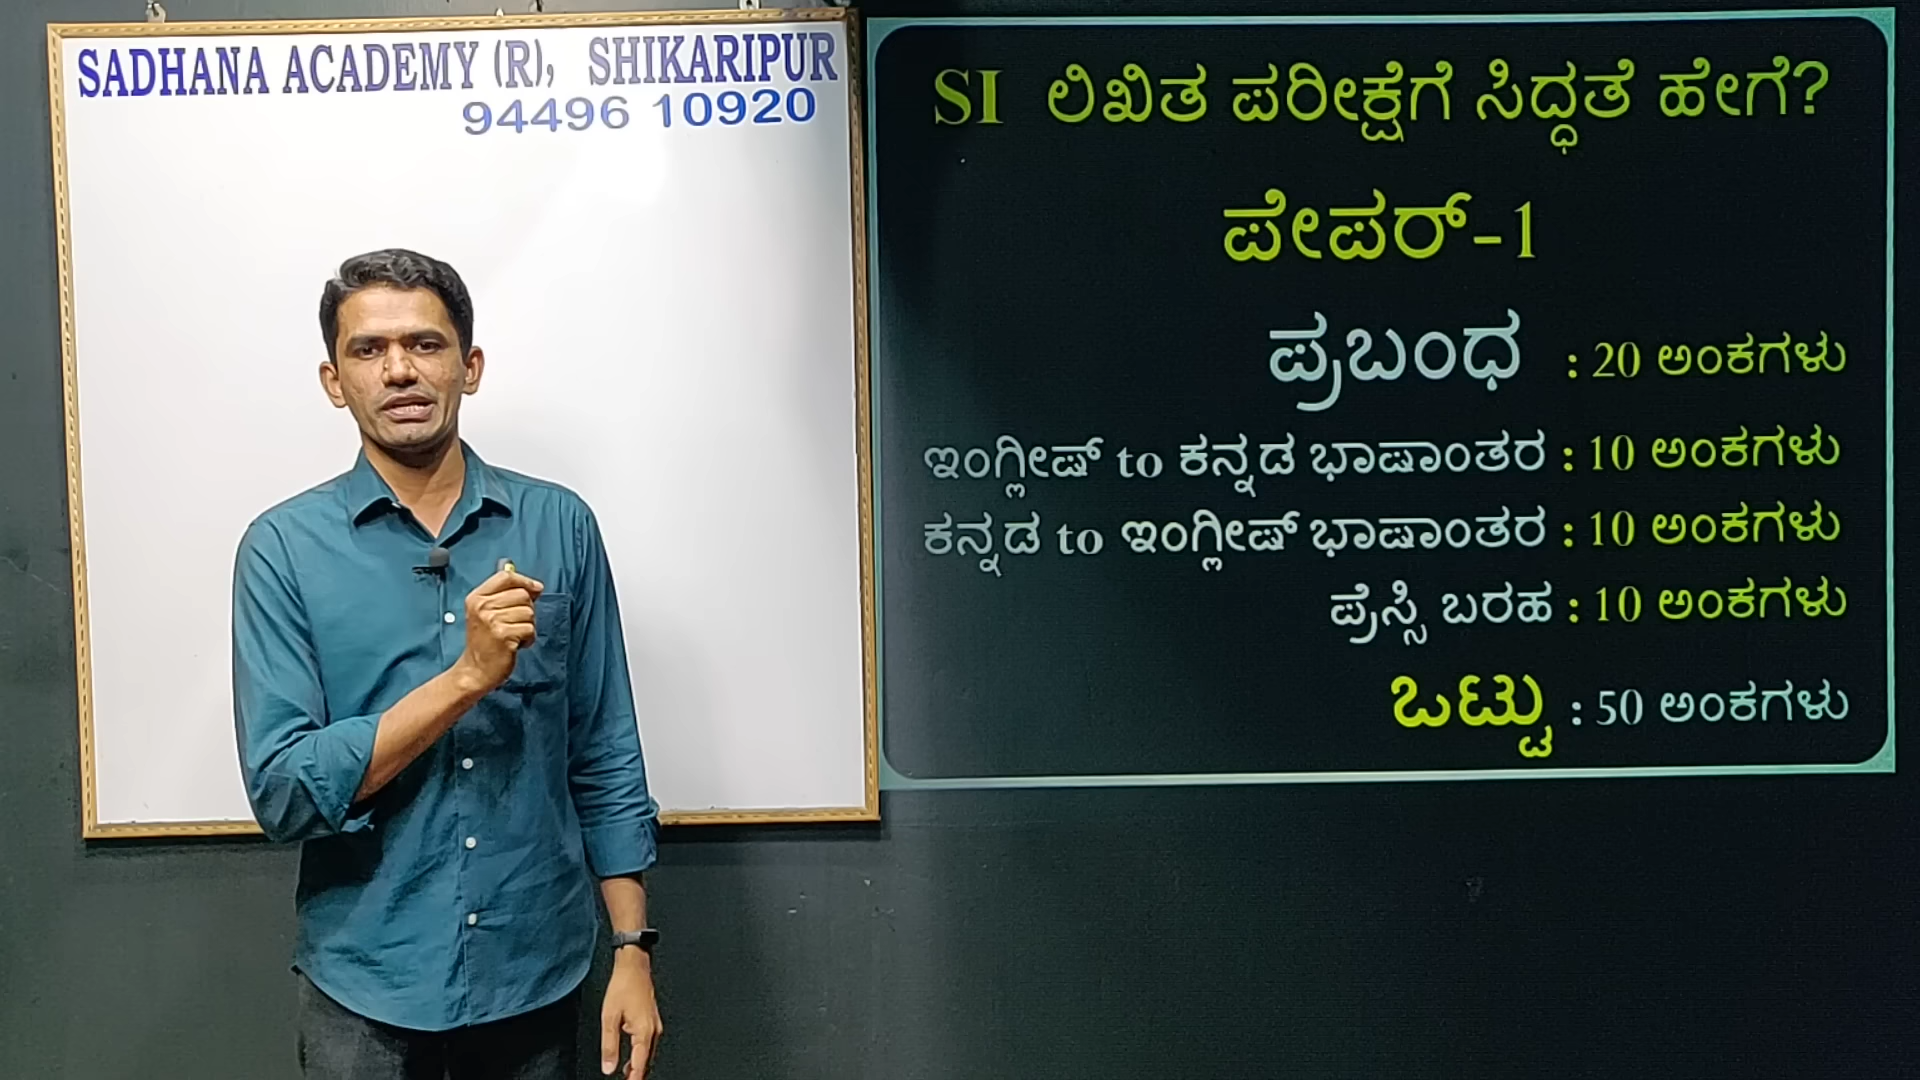 SADHANA ACADEMY (R), SHIKARIPUR
94496 10920
SI ಲಿಖಿತ ಪರೀಕ್ಷೆಗೆ ಸಿದ್ಧತೆ ಹೇಗೆ?
ಪೇಪರ್-1
ಪ್ರಬಂಧ : 20 ಅಂಕಗಳು
ಇಂಗ್ಲೀಷ್ to ಕನ್ನಡ ಭಾಷಾಂತರ : 10 ಅಂಕಗಳು
ಕನ್ನಡ to ಇಂಗ್ಲೀಷ್ ಭಾಷಾಂತರ : 10 ಅಂಕಗಳು
ಪ್ರೆಸ್ಸಿ ಬರಹ : 10 ಅಂಕಗಳು
ಒಟ್ಟು : 50 ಅಂಕಗಳು